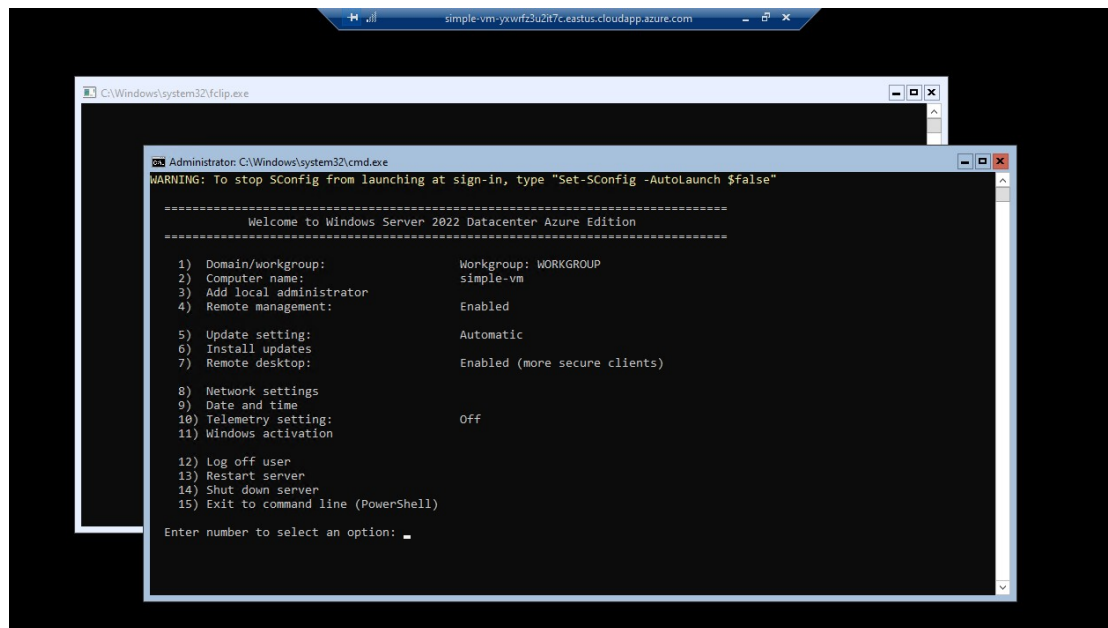 simple-vm-yxwrfz3u2it7c.eastus.cloudapp.azure.com
C:\Windows\system32\fclip.exe
Administrator: C:\Windows\system32\cmd.exe
WARNING: To stop SConfig from launching at sign-in, type "Set-SConfig -AutoLaunch $false"
================================================================================
Welcome to Windows Server 2022 Datacenter Azure Edition
================================================================================
1) Domain/workgroup: Workgroup: WORKGROUP
2) Computer name: simple-vm
3) Add local administrator
4) Remote management: Enabled
5) Update setting: Automatic
6) Install updates
7) Remote desktop: Enabled (more secure clients)
8) Network settings
9) Date and time
10) Telemetry setting: Off
11) Windows activation
12) Log off user
13) Restart server
14) Shut down server
15) Exit to command line (PowerShell)
Enter number to select an option: